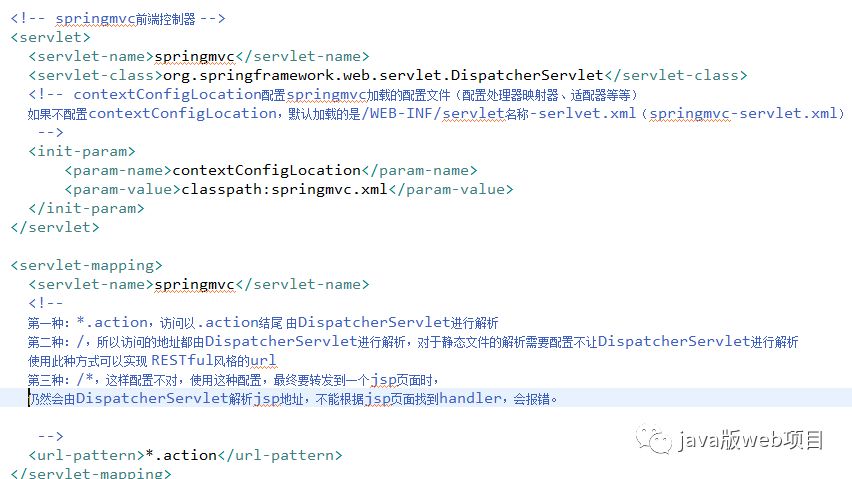 <!-- springmvc前端控制器 -->
<servlet>
<servlet-name>springmvc</servlet-name>
<servlet-class>org.springframework.web.servlet.DispatcherServlet</servlet-class>
<!-- contextConfigLocation配置springmvc加载的配置文件（配置处理器映射器、适配器等等）
如果不配置contextConfigLocation，默认加载的是/WEB-INF/servlet名称-serlvet.xml（springmvc-servlet.xml）
-->
<init-param>
<param-name>contextConfigLocation</param-name>
<param-value>classpath:springmvc.xml</param-value>
</init-param>
</servlet>
<servlet-mapping>
<servlet-name>springmvc</servlet-name>
<!--
第一种：*.action，访问以.action结尾 由DispatcherServlet进行解析
第二种：/，所以访问的地址都由DispatcherServlet进行解析，对于静态文件的解析需要配置不让DispatcherServlet进行解析
使用此种方式可以实现 RESTful风格的url
第三种：/*，这样配置不对，使用这种配置，最终要转发到一个jsp页面时，
仍然会由DispatcherServlet解析jsp地址，不能根据jsp页面找到handler，会报错。
-->
<url-pattern>*.action</url-pattern>
</servlet-mapping>
java版web项目